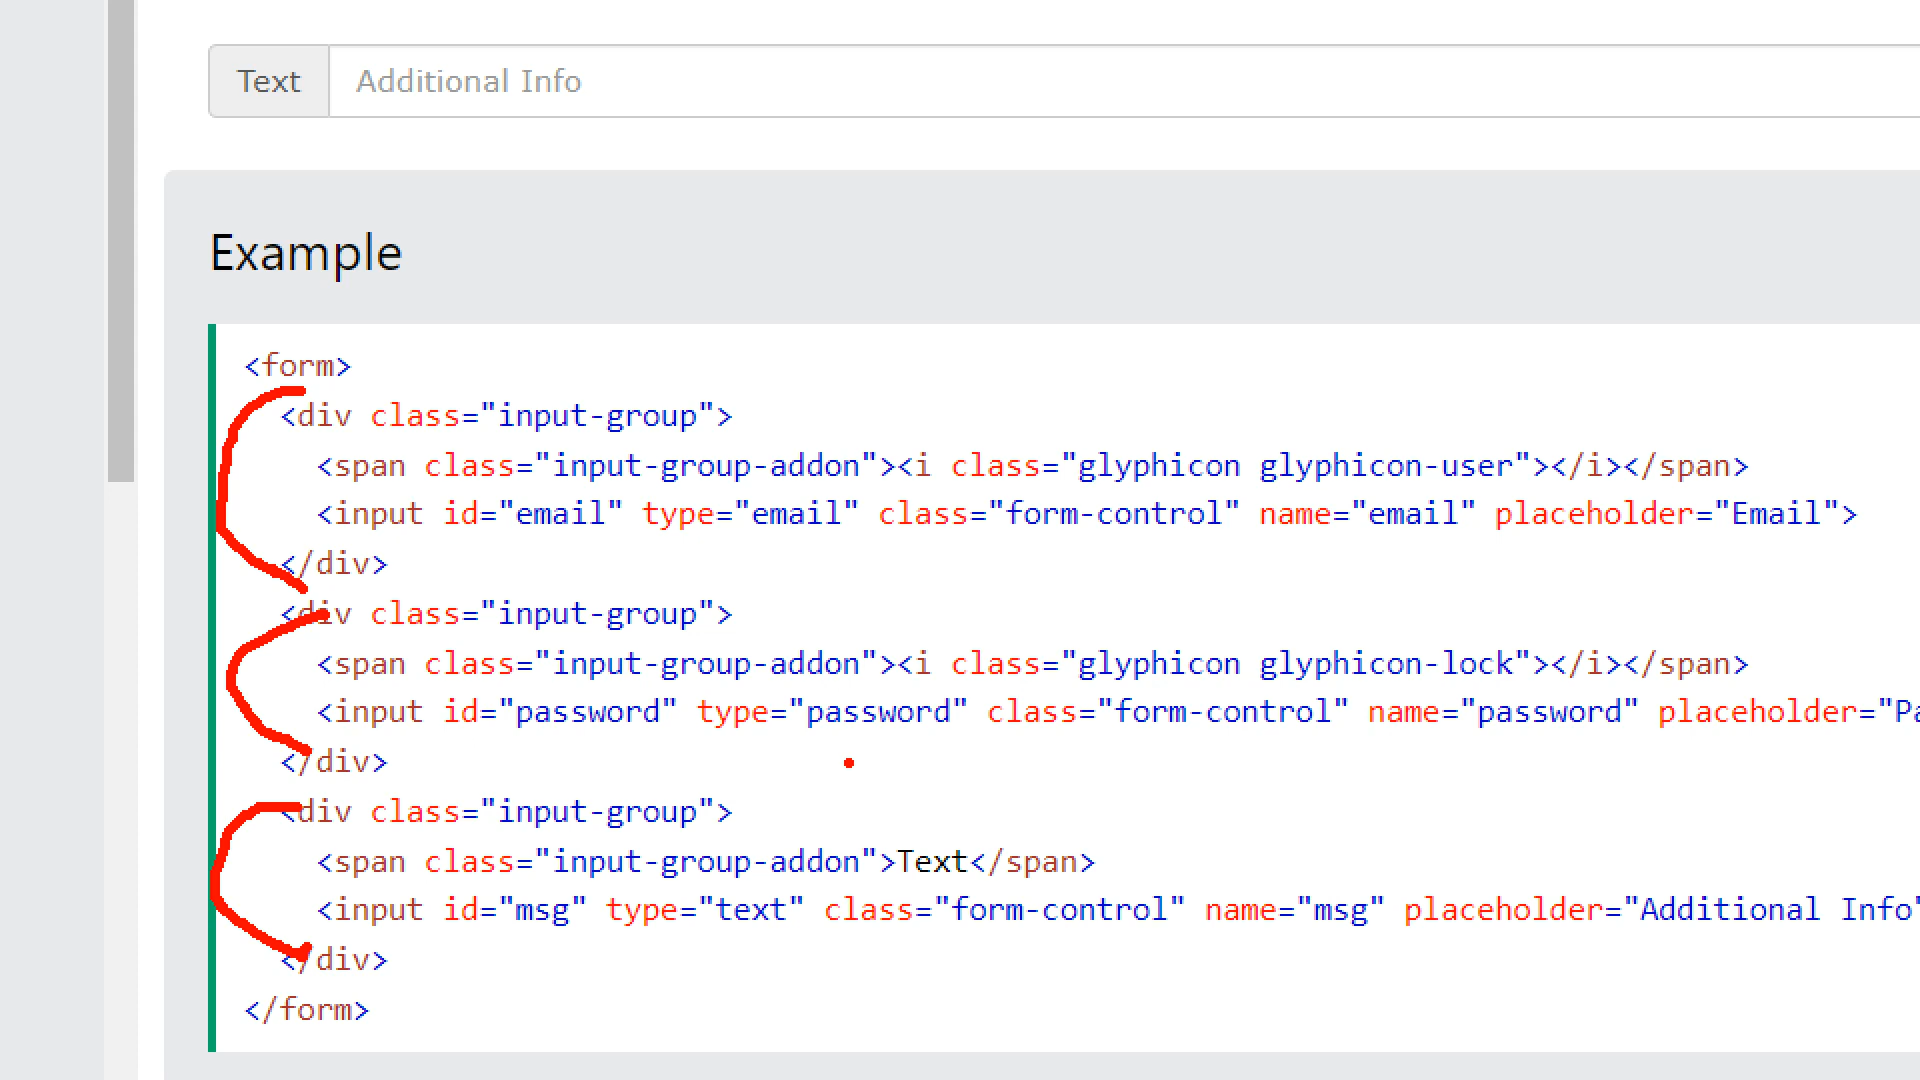 Text Additional Info
Example
<form>
<div class="input-group">
<span class="input-group-addon"><i class="glyphicon glyphicon-user"></i></span>
<input id="email" type="email" class="form-control" name="email" placeholder="Email">
</div>
<div class="input-group">
<span class="input-group-addon"><i class="glyphicon glyphicon-lock"></i></span>
<input id="password" type="password" class="form-control" name="password" placeholder="Pa
</div>
<div class="input-group">
<span class="input-group-addon">Text</span>
<input id="msg" type="text" class="form-control" name="msg" placeholder="Additional Info"
</div>
</form>